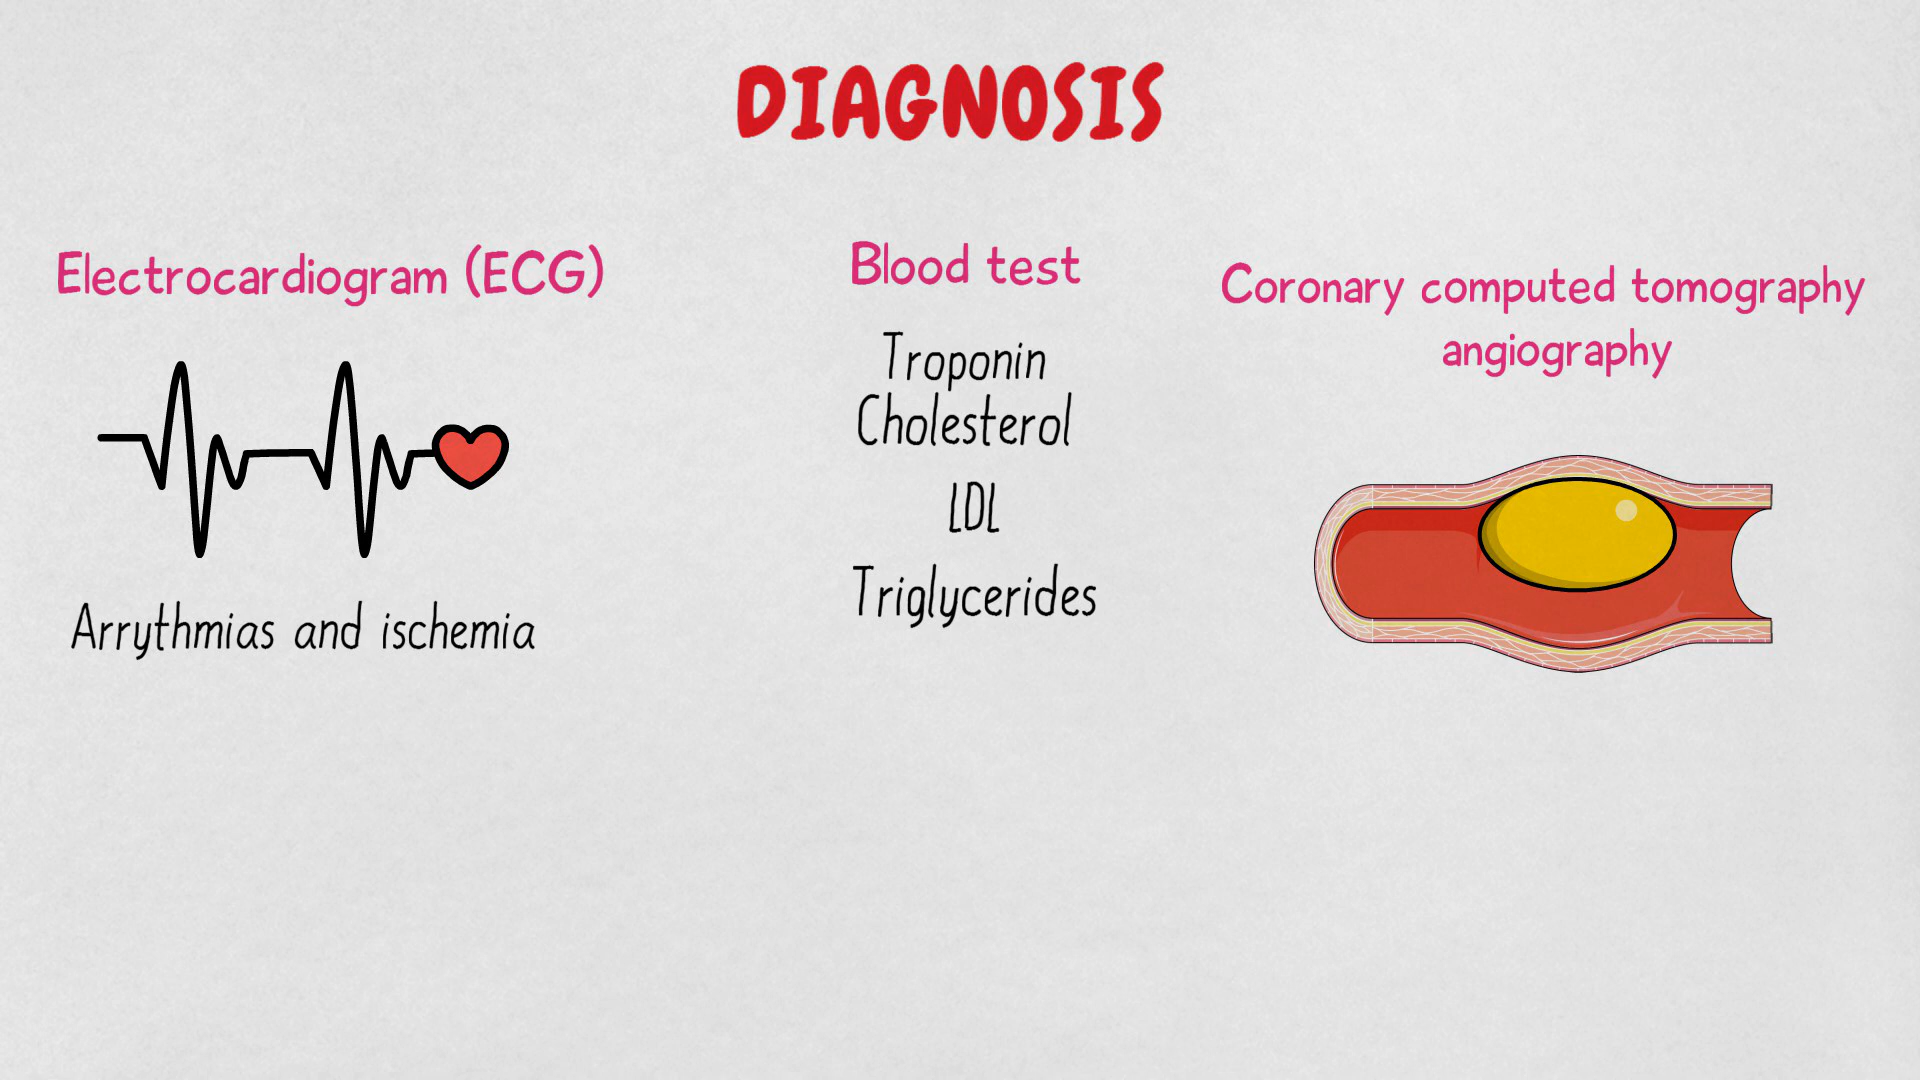 DIAGNOSIS
Electrocardiogram (ECG)
Arrythmias and ischemia
Blood test
Troponin
Cholesterol
LDL
Triglycerides
Coronary computed tomography
angiography